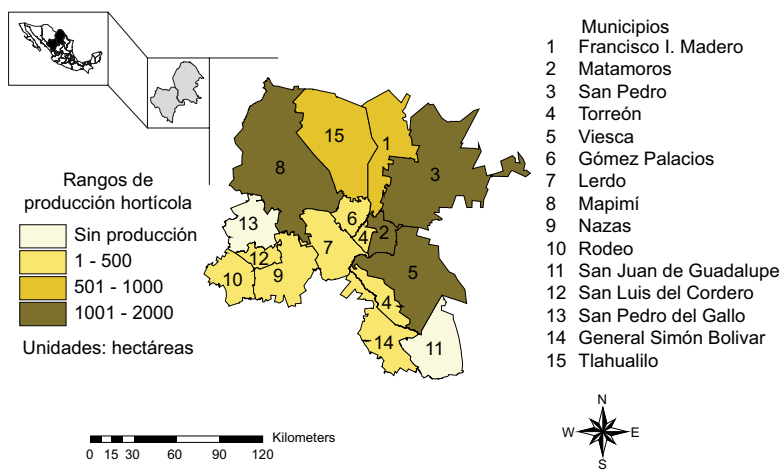 Municipios
1 Francisco I. Madero
2 Matamoros
3 San Pedro
4 Torreón
5 Viesca
6 Gómez Palacios
7 Lerdo
8 Mapimí
9 Nazas
10 Rodeo
11 San Juan de Guadalupe
12 San Luis del Cordero
13 San Pedro del Gallo
14 General Simón Bolivar
15 Tlahualilo
Rangos de
producción hortícola
Sin producción
1 - 500
501 - 1000
1001 - 2000
Unidades: hectáreas
15
1
8
3
13
6
2
4
12
7
10
9
5
4
14
11
Kilometers
0 15 30 60 90 120
N
W E
S